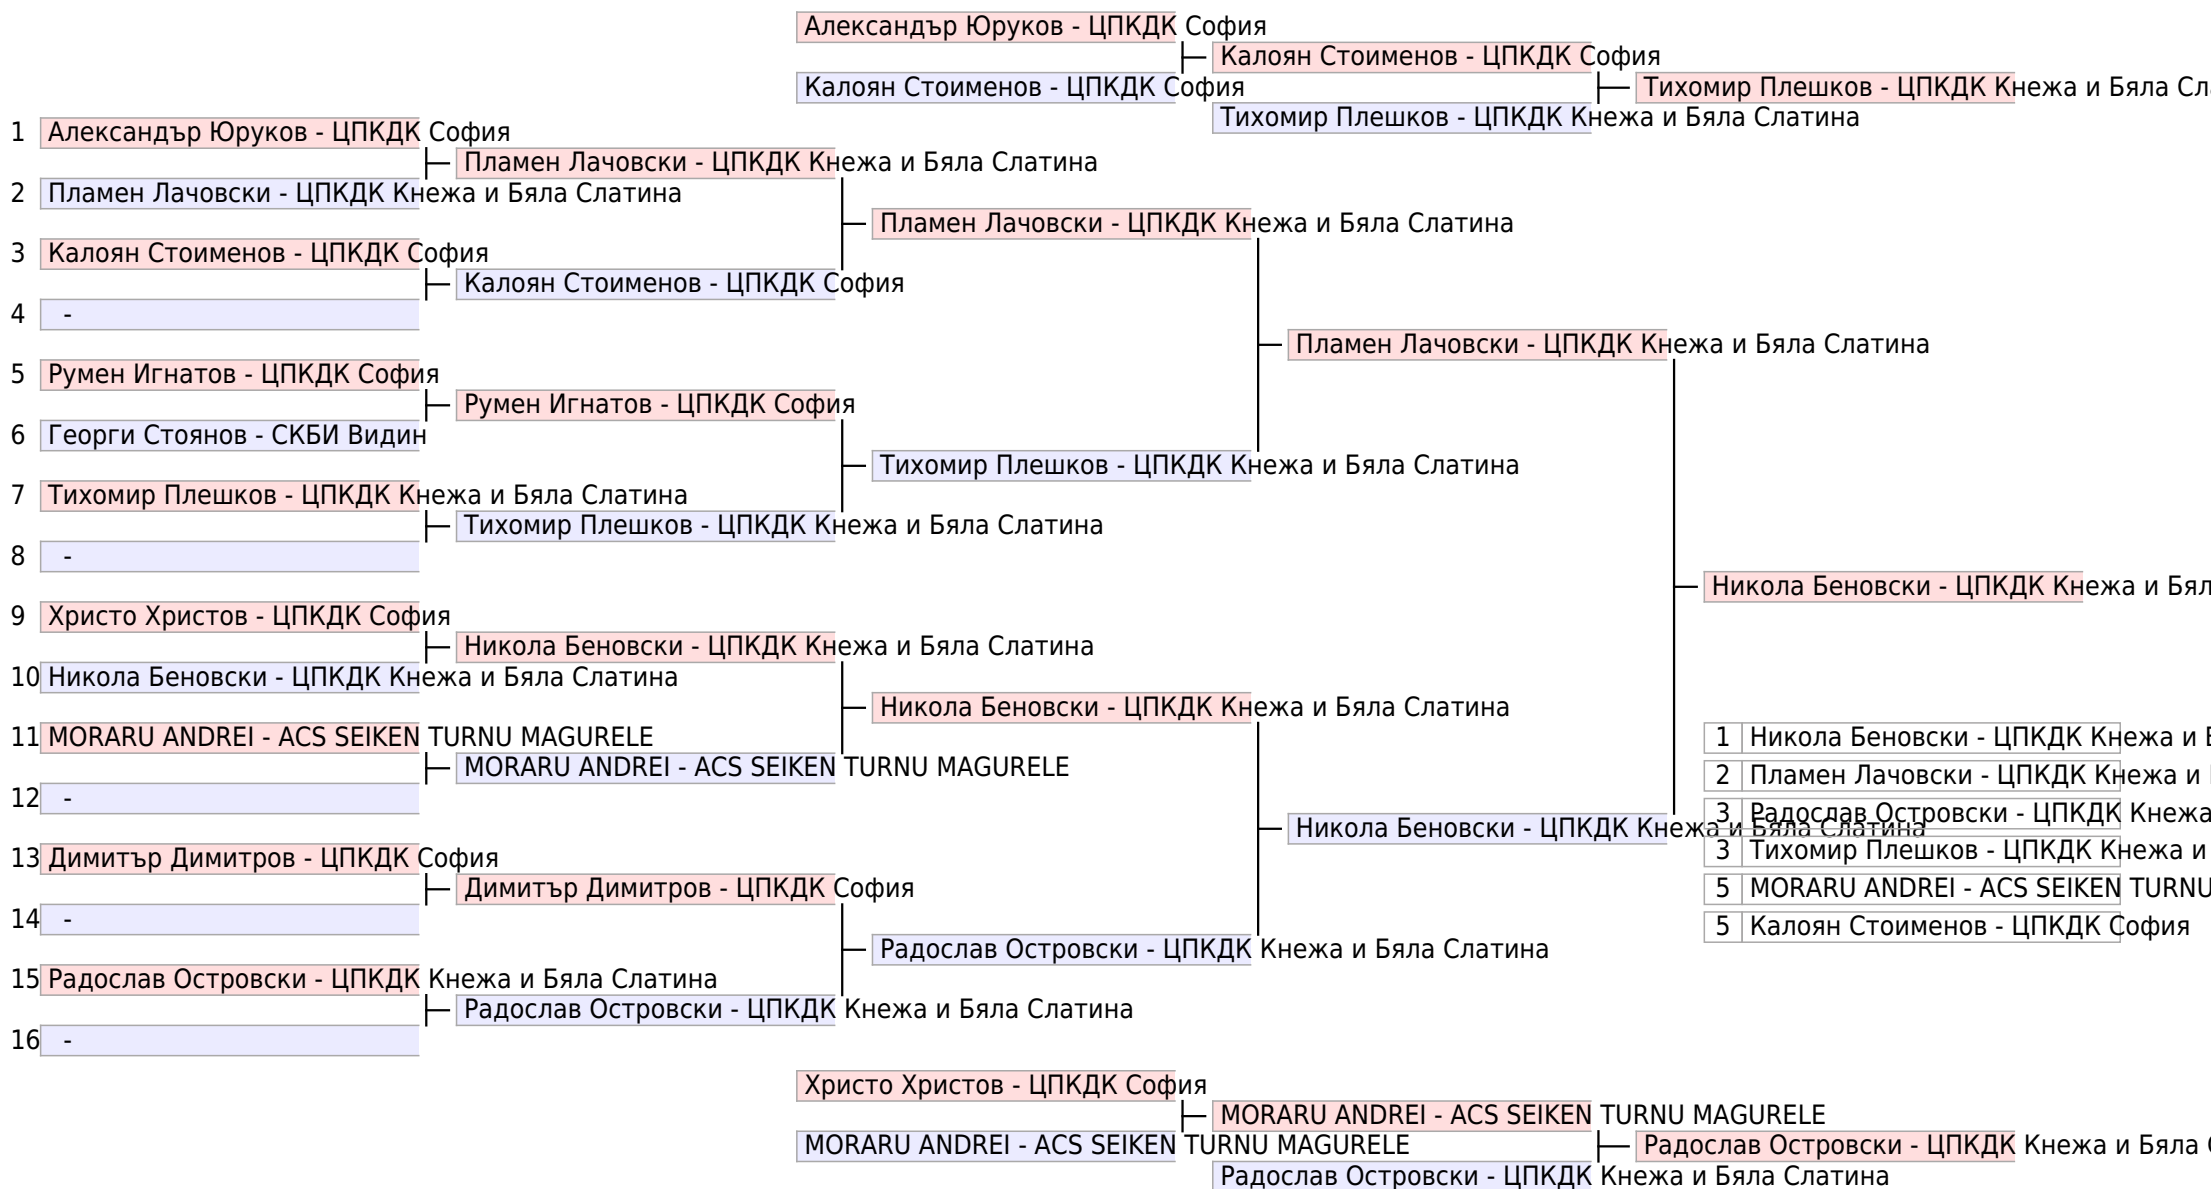 Александър Юруков - ЦПКДК София
Калоян Стоименов - ЦПКДК София
Калоян Стоименов - ЦПКДК София
Тихомир Плешков - ЦПКДК Кнежа и Бяла
Тихомир Плешков - ЦПКДК Кнежа и Бяла Слатина
1 Александър Юруков - ЦПКДК София
Пламен Лачовски - ЦПКДК Кнежа и Бяла Слатина
2 Пламен Лачовски - ЦПКДК Кнежа и Бяла Слатина
Пламен Лачовски - ЦПКДК Кнежа и Бяла Слатина
3 Калоян Стоименов - ЦПКДК София
Калоян Стоименов - ЦПКДК София
4 -
Пламен Лачовски - ЦПКДК Кнежа и Бяла Слатина
5 Румен Игнатов - ЦПКДК София
Румен Игнатов - ЦПКДК София
6 Георги Стоянов - СКБИ Видин
Тихомир Плешков - ЦПКДК Кнежа и Бяла Слатина
7 Тихомир Плешков - ЦПКДК Кнежа и Бяла Слатина
Тихомир Плешков - ЦПКДК Кнежа и Бяла Слатина
8 -
Никола Беновски - ЦПКДК Кнежа и
9 Христо Христов - ЦПКДК София
Никола Беновски - ЦПКДК Кнежа и Бяла Слатина
10 Никола Беновски - ЦПКДК Кнежа и Бяла Слатина
Никола Беновски - ЦПКДК Кнежа и Бяла Слатина
11 MORARU ANDREI - ACS SEIKEN TURNU MAGURELE
MORARU ANDREI - ACS SEIKEN TURNU MAGURELE
12 -
1 Никола Беновски - ЦПКДК Кнежа и
2 Пламен Лачовски - ЦПКДК Кнежа и
3 Радослав Островски - ЦПКДК Кнежа
Никола Беновски - ЦПКДК Кнежа и Бяла Слатина
3 Тихомир Плешков - ЦПКДК Кнежа и
5 MORARU ANDREI - ACS SEIKEN TURNU
5 Калоян Стоименов - ЦПКДК София
13 Димитър Димитров - ЦПКДК София
Димитър Димитров - ЦПКДК София
14 -
Радослав Островски - ЦПКДК Кнежа и Бяла Слатина
15 Радослав Островски - ЦПКДК Кнежа и Бяла Слатина
Радослав Островски - ЦПКДК Кнежа и Бяла Слатина
16 -
Христо Христов - ЦПКДК София
MORARU ANDREI - ACS SEIKEN TURNU MAGURELE
MORARU ANDREI - ACS SEIKEN TURNU MAGURELE
Радослав Островски - ЦПКДК Кнежа и Бяла
Радослав Островски - ЦПКДК Кнежа и Бяла Слатина